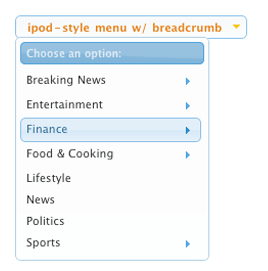 ipod-style menu w/ breadcrumb
Choose an option:
Breaking News
Entertainment
Finance
Food & Cooking
Lifestyle
News
Politics
Sports